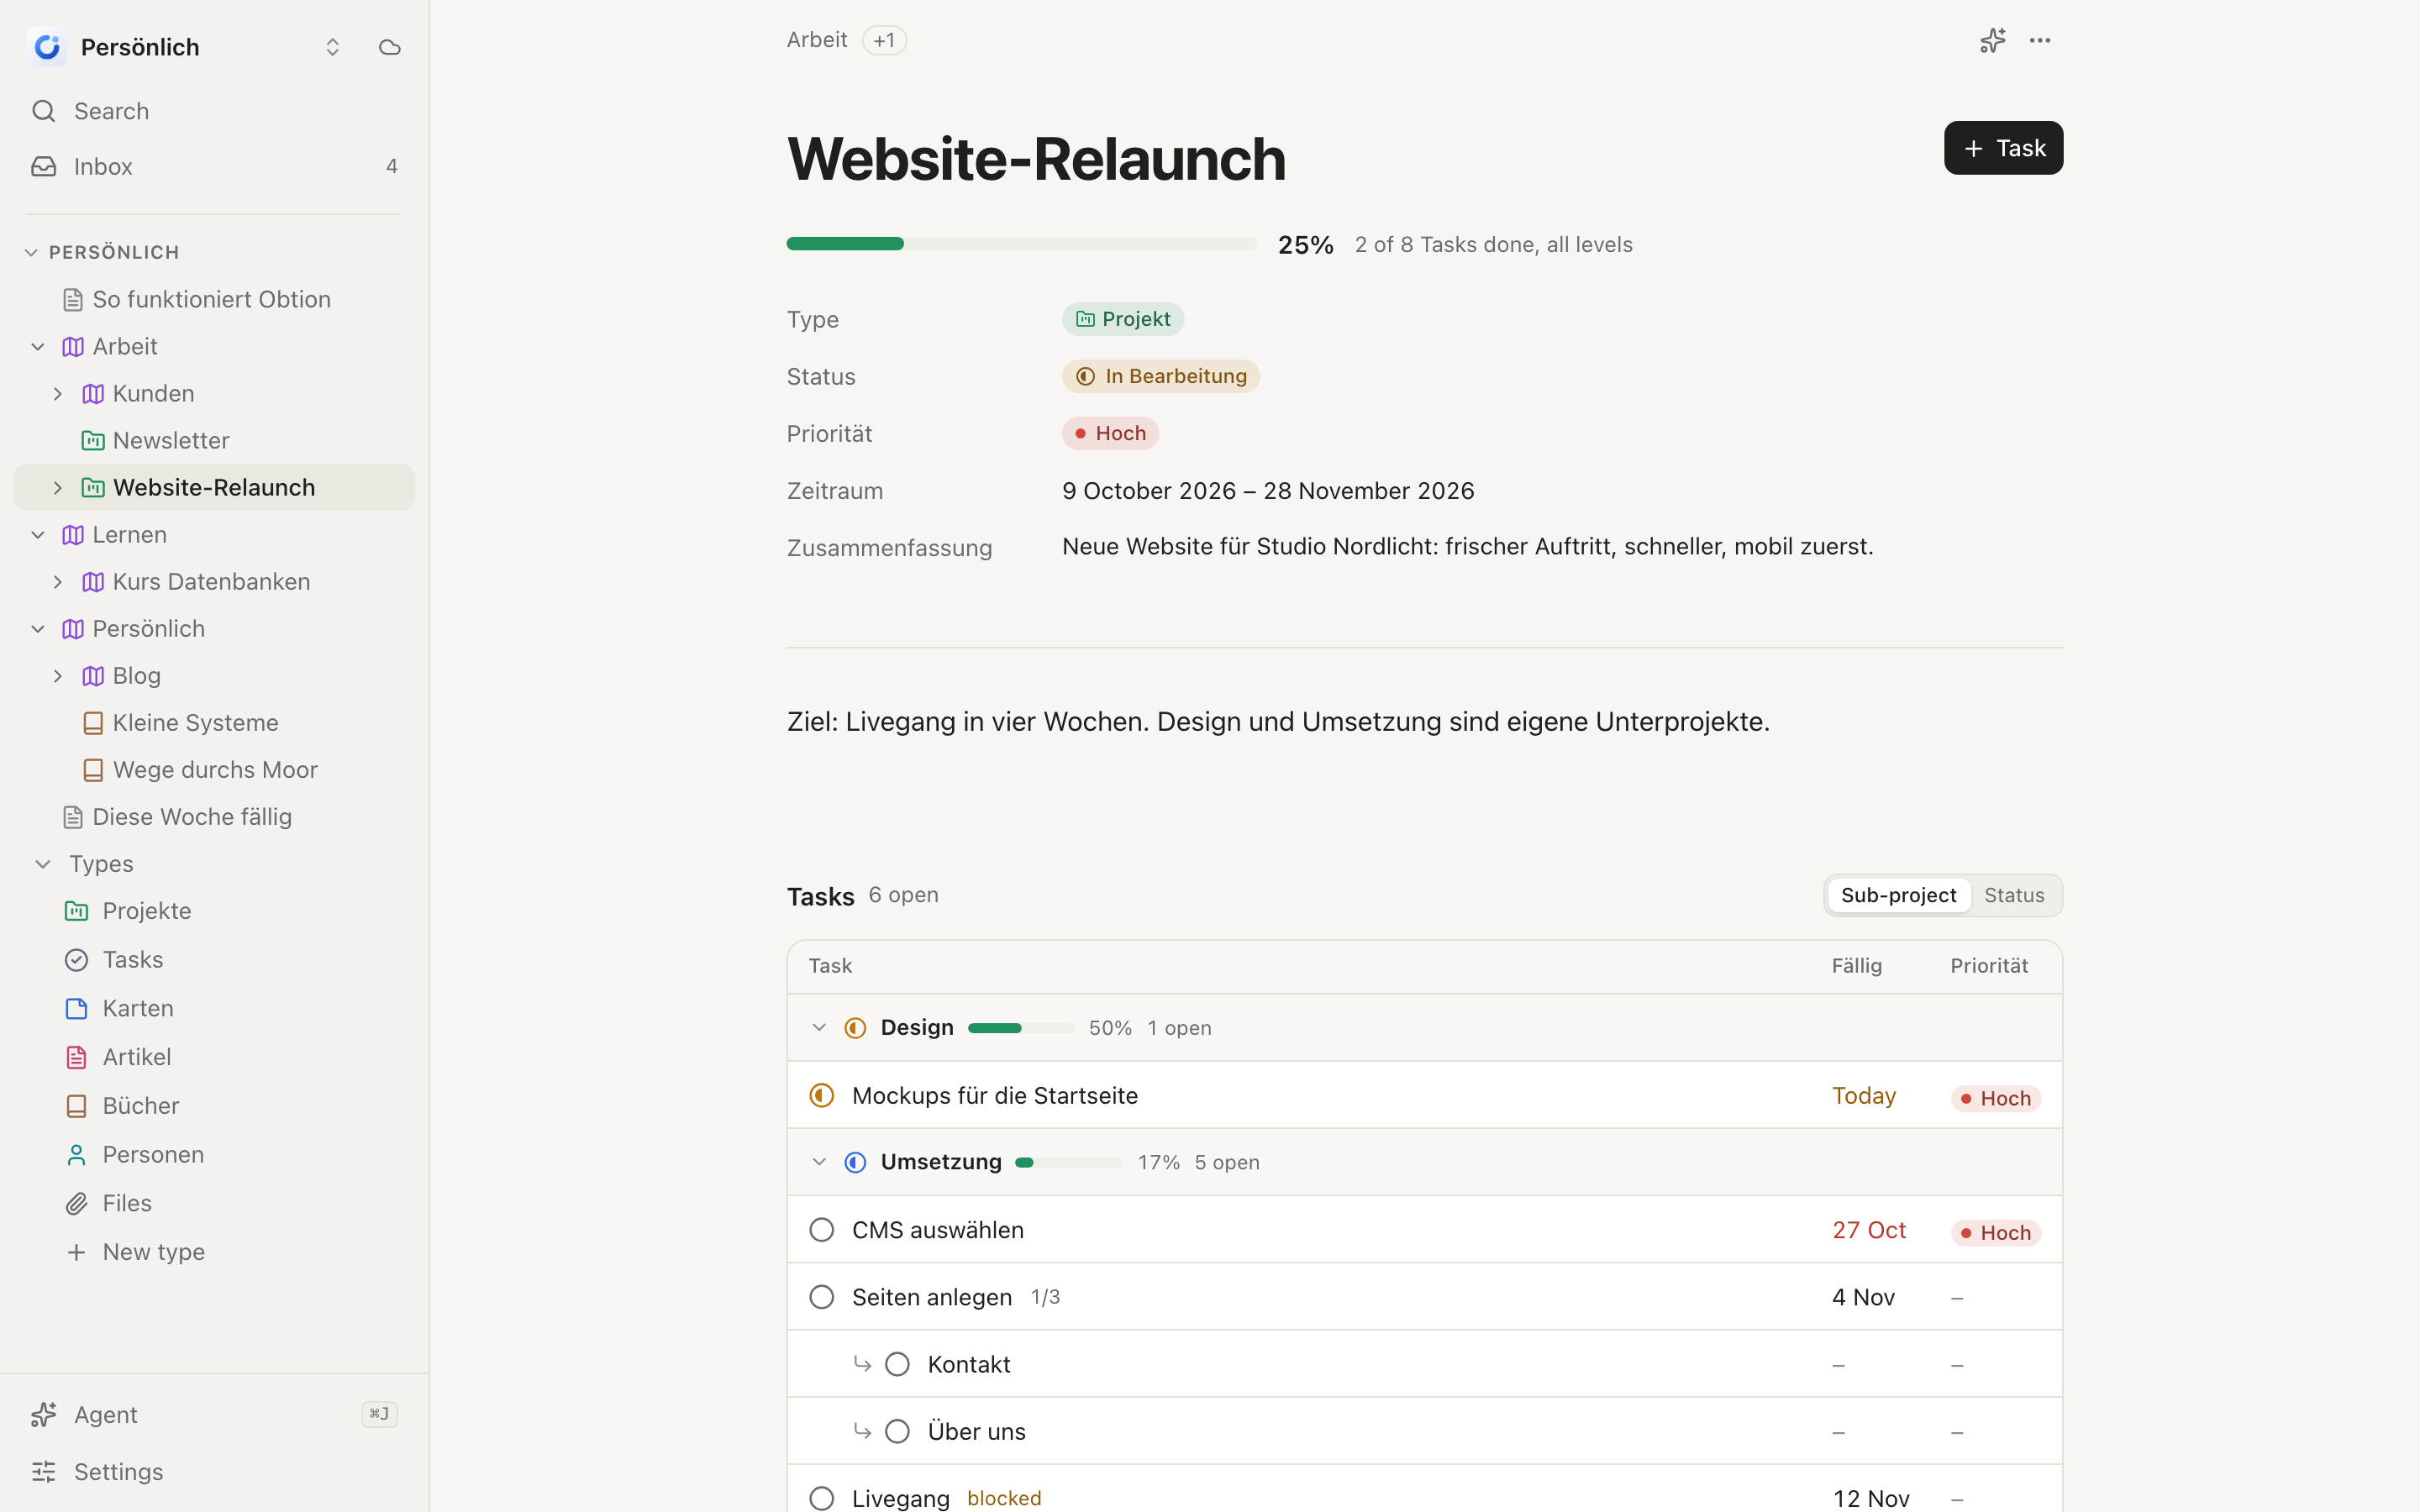 Persönlich
Search
Inbox 4
PERSÖNLICH
So funktioniert Obtion
Arbeit
Kunden
Newsletter
Website-Relaunch
Lernen
Kurs Datenbanken
Persönlich
Blog
Kleine Systeme
Wege durchs Moor
Diese Woche fällig
Types
Projekte
Tasks
Karten
Artikel
Bücher
Personen
Files
New type
Agent ⌘J
Settings
Arbeit +1
Website-Relaunch
+ Task
25% 2 of 8 Tasks done, all levels
Type Projekt
Status In Bearbeitung
Priorität Hoch
Zeitraum 9 October 2026 – 28 November 2026
Zusammenfassung Neue Website für Studio Nordlicht: frischer Auftritt, schneller, mobil zuerst.
Ziel: Livegang in vier Wochen. Design und Umsetzung sind eigene Unterprojekte.
Tasks 6 open
Sub-project Status
Task Fällig Priorität
Design 50% 1 open
Mockups für die Startseite Today Hoch
Umsetzung 17% 5 open
CMS auswählen 27 Oct Hoch
Seiten anlegen 1/3 4 Nov –
Kontakt – –
Über uns – –
Livegang blocked 12 Nov –